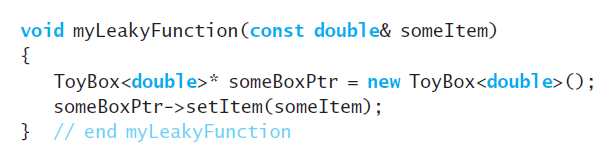 void myLeakyFunction(const double& someItem)
{
   ToyBox<double>* someBoxPtr = new ToyBox<double>();
   someBoxPtr->setItem(someItem);
}  // end myLeakyFunction